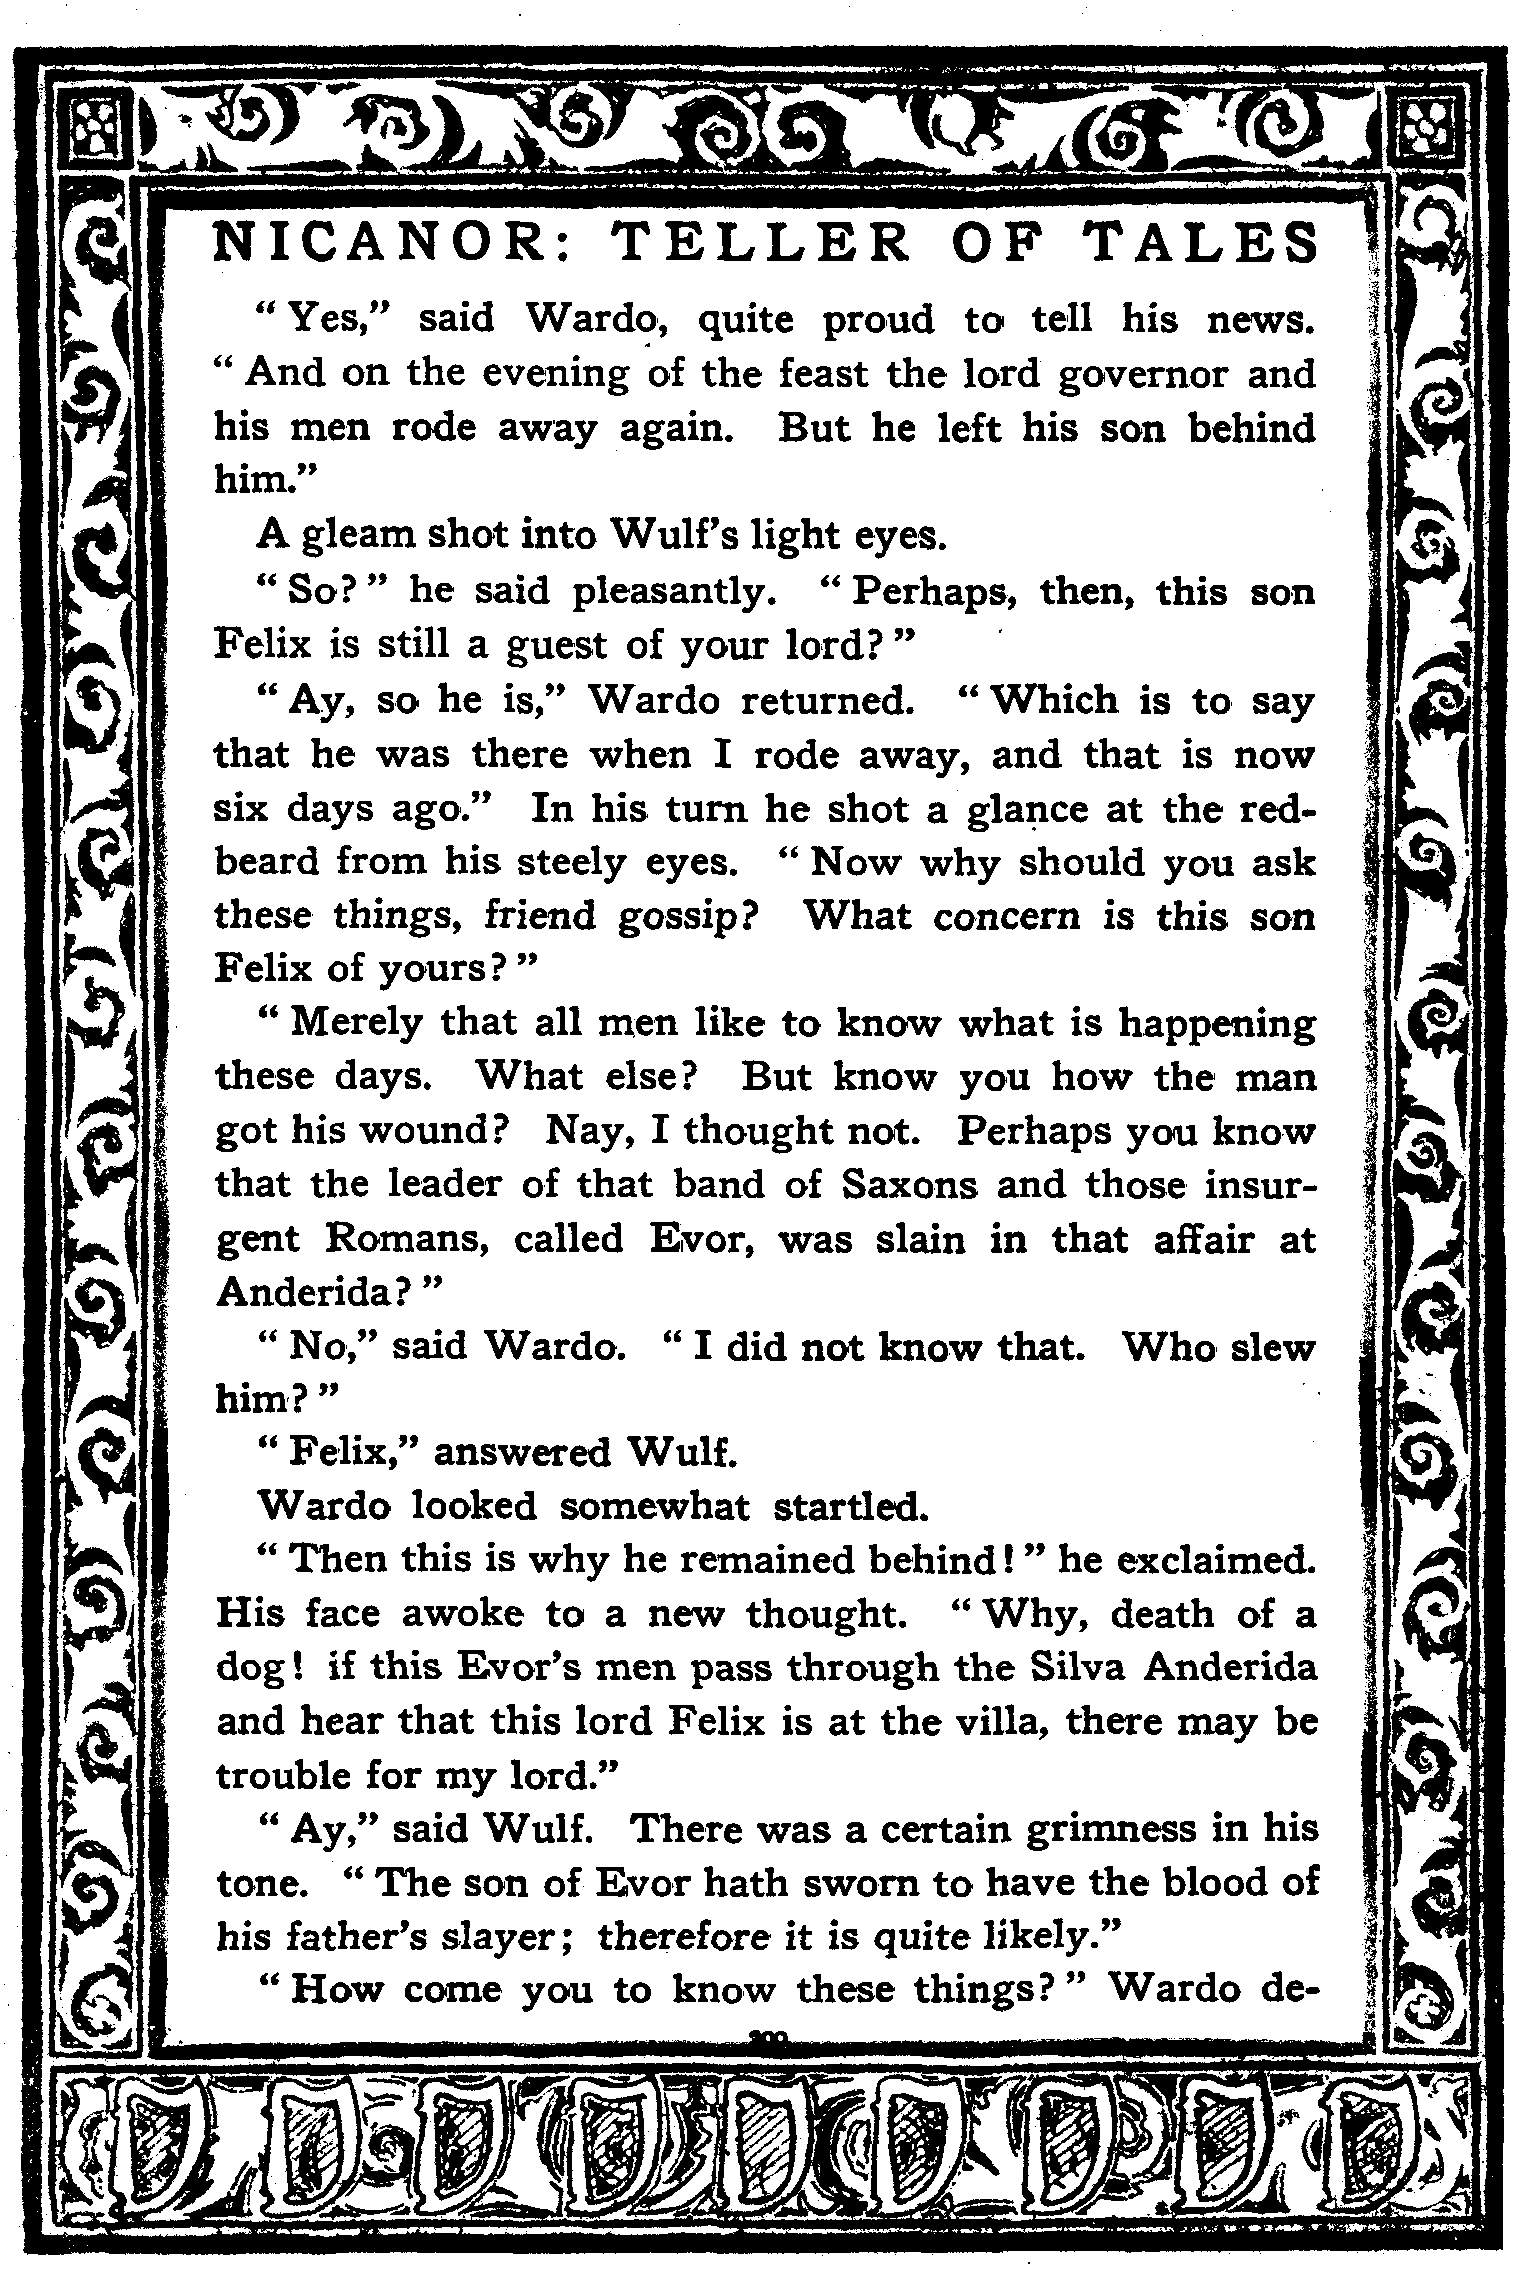 NICANOR: TELLER OF TALES
“ Yes,” said Wardo, quite proud to tell his news.
“ And on the evening of the feast the lord governor and
his men rode away again. But he left his son behind
him.”
A gleam shot into Wulf’s light eyes.
“ So? ” he said pleasantly. “ Perhaps, then, this son
Felix is still a guest of your lord? ”
“ Ay, so he is,” Wardo returned. “ Which is to say
that he was there when I rode away, and that is now
six days ago.” In his turn he shot a glance at the red-
beard from his steely eyes. “ Now why should you ask
these things, friend gossip? What concern is this son
Felix of yours? ”
“ Merely that all men like to know what is happening
these days. What else? But know you how the man
got his wound? Nay, I thought not. Perhaps you know
that the leader of that band of Saxons and those insur-
gent Romans, called Evor, was slain in that affair at
Anderida? ”
“ No,” said Wardo. “ I did not know that. Who slew
him? ”
“ Felix,” answered Wulf.
Wardo looked somewhat startled.
“ Then this is why he remained behind! ” he exclaimed.
His face awoke to a new thought. “ Why, death of a
dog! if this Evor’s men pass through the Silva Anderida
and hear that this lord Felix is at the villa, there may be
trouble for my lord.”
“ Ay,” said Wulf. There was a certain grimness in his
tone. “ The son of Evor hath sworn to have the blood of
his father’s slayer; therefore it is quite likely.”
“ How come you to know these things? ” Wardo de-